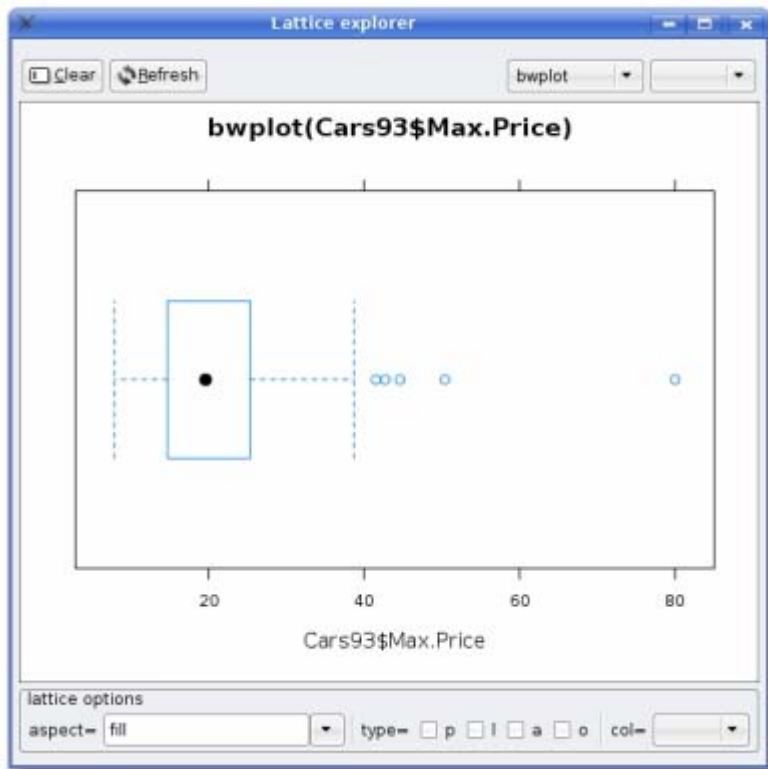 Lattice explorer
Clear Refresh bwplot
bwplot(Cars93$Max.Price)
20 40 60 80
Cars93$Max.Price
lattice options
aspect= fill type= p l a o col=